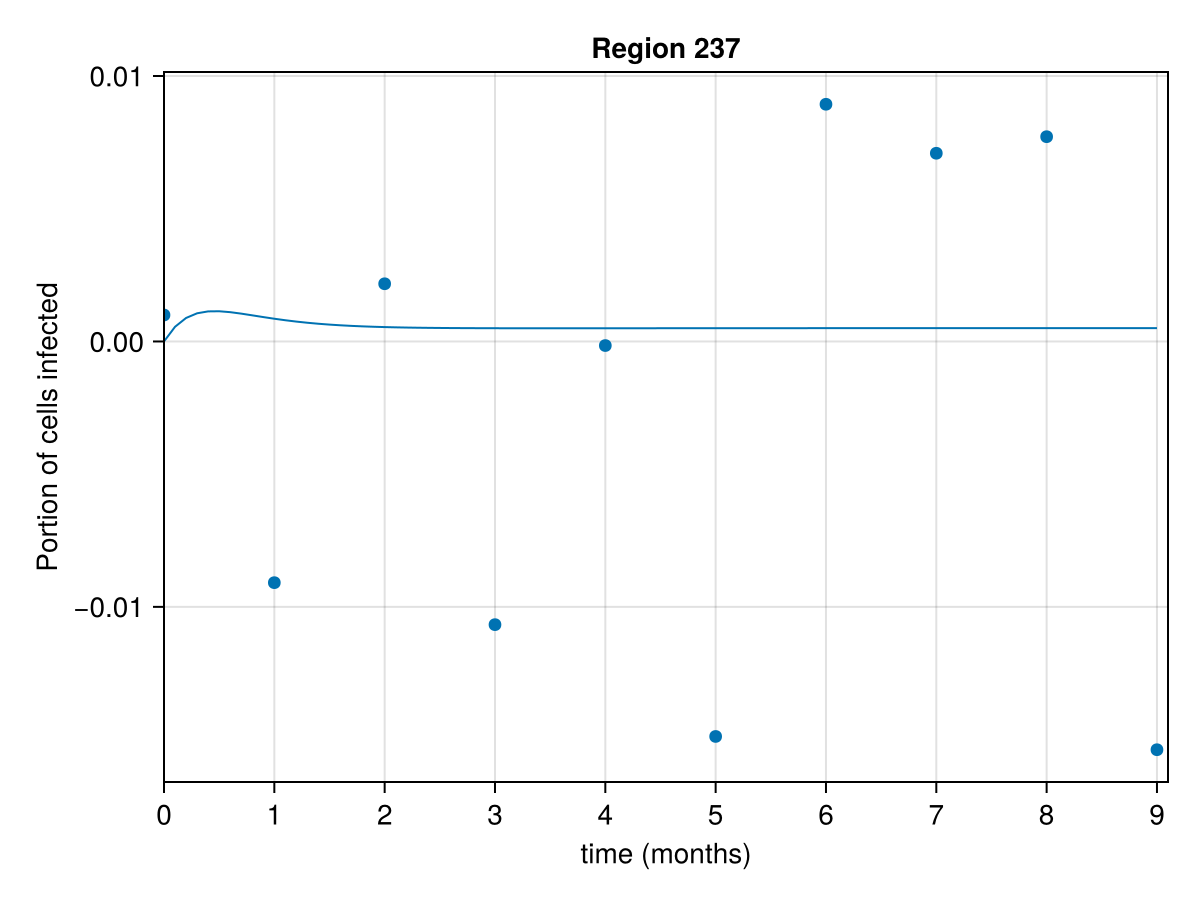 Region 237
0.01
0.00
−0.01
Portion of cells infected
0 1 2 3 4 5 6 7 8 9
time (months)